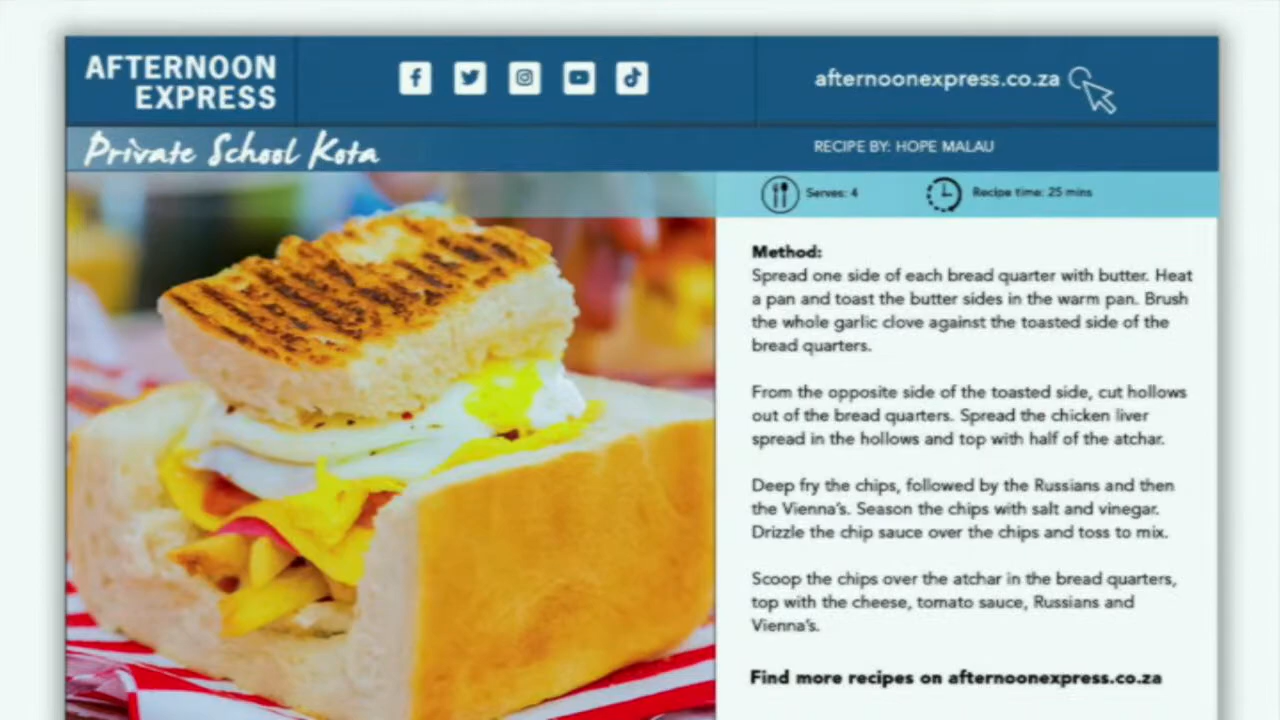 AFTERNOON
EXPRESS
afternoonexpress.co.za
Private School Kota
RECIPE BY: HOPE MALAU
Serves: 4
Recipe time: 25 mins
Method:
Spread one side of each bread quarter with butter. Heat
a pan and toast the butter sides in the warm pan. Brush
the whole garlic clove against the toasted side of the
bread quarters.
From the opposite side of the toasted side, cut hollows
out of the bread quarters. Spread the chicken liver
spread in the hollows and top with half of the atchar.
Deep fry the chips, followed by the Russians and then
the Vienna's. Season the chips with salt and vinegar.
Drizzle the chip sauce over the chips and toss to mix.
Scoop the chips over the atchar in the bread quarters,
top with the cheese, tomato sauce, Russians and
Vienna's.
Find more recipes on afternoonexpress.co.za